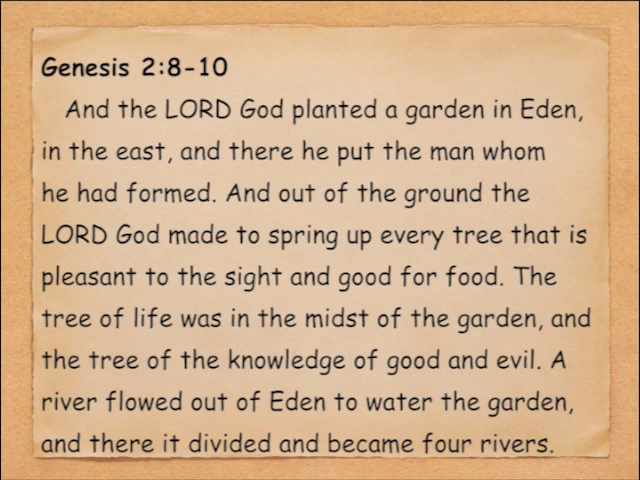 Genesis 2:8-10
And the LORD God planted a garden in Eden,
in the east, and there he put the man whom
he had formed. And out of the ground the
LORD God made to spring up every tree that is
pleasant to the sight and good for food. The
tree of life was in the midst of the garden, and
the tree of the knowledge of good and evil. A
river flowed out of Eden to water the garden,
and there it divided and became four rivers.